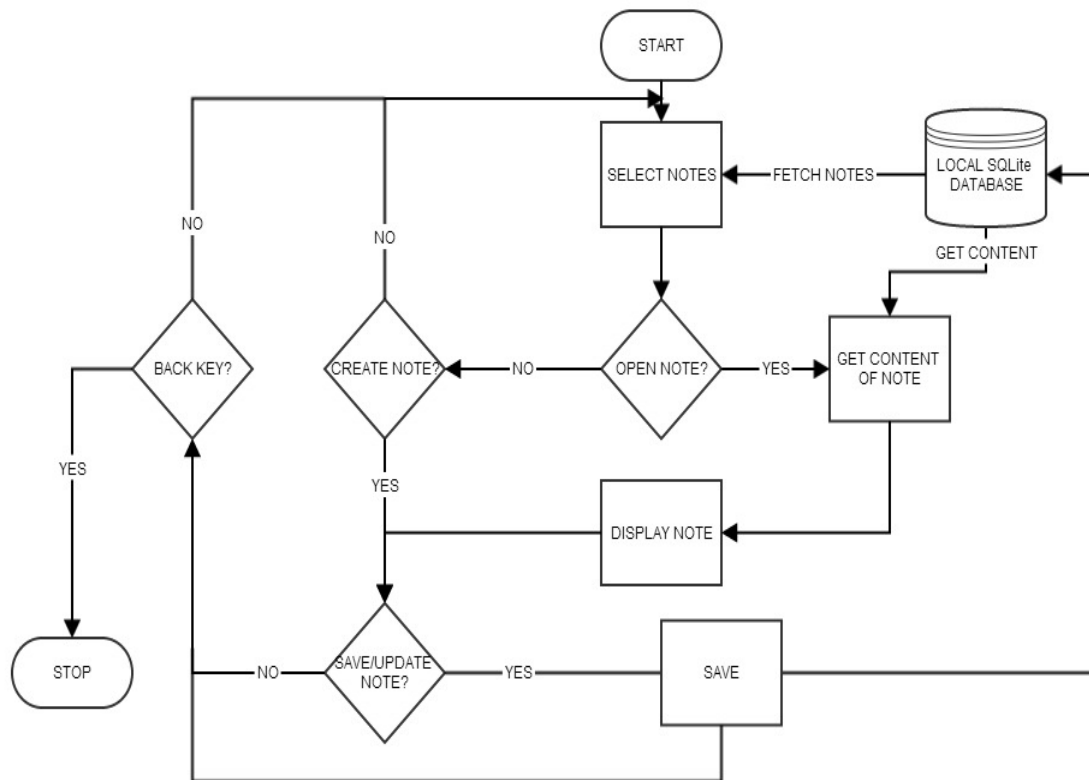 START
SELECT NOTES
FETCH NOTES
LOCAL SQLite
DATABASE
NO
NO
GET CONTENT
BACK KEY?
CREATE NOTE?
NO
OPEN NOTE?
YES
GET CONTENT
OF NOTE
YES
YES
DISPLAY NOTE
STOP
NO
SAVE/UPDATE
NOTE?
YES
SAVE